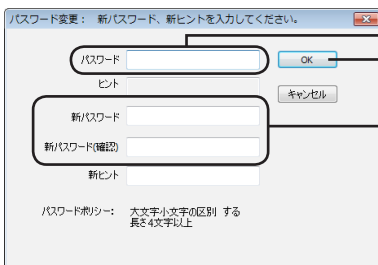 パスワード変更： 新パスワード、新ヒントを入力してください。
パスワード
OK
ヒント
キャンセル
新パスワード
新パスワード(確認)
新ヒント
パスワードポリシー： 大文字小文字の区別 する
長さ4文字以上